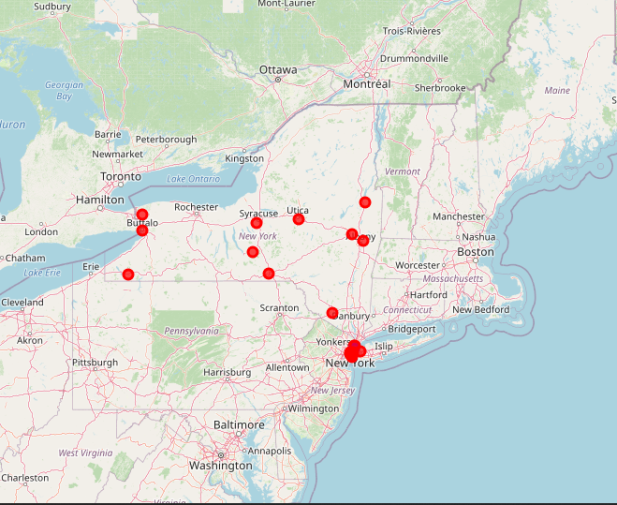 Sudbury
Mont-Laurier
Trois-Rivières
Drummondville
Ottawa
Montréal
Sherbrooke
Georgian
Bay
Maine
Huron
Barrie
Peterborough
Newmarket
Kingston
Toronto
Lake Ontario
Vermont
Hamilton
Rochester
Syracuse
Utica
Manchester
Buffalo
New York
Nashua
London
Boston
Chatham
Erie
Worcester
Massachusetts
Lake Erie
Hartford
Cleveland
Scranton
Danbury
Connecticut
New Bedford
Akron
Pennsylvania
Yonkers
Bridgeport
Islip
Pittsburgh
Allentown
New York
Harrisburg
New Jersey
Wilmington
Baltimore
West Virginia
Annapolis
Washington
Charleston
Virginia